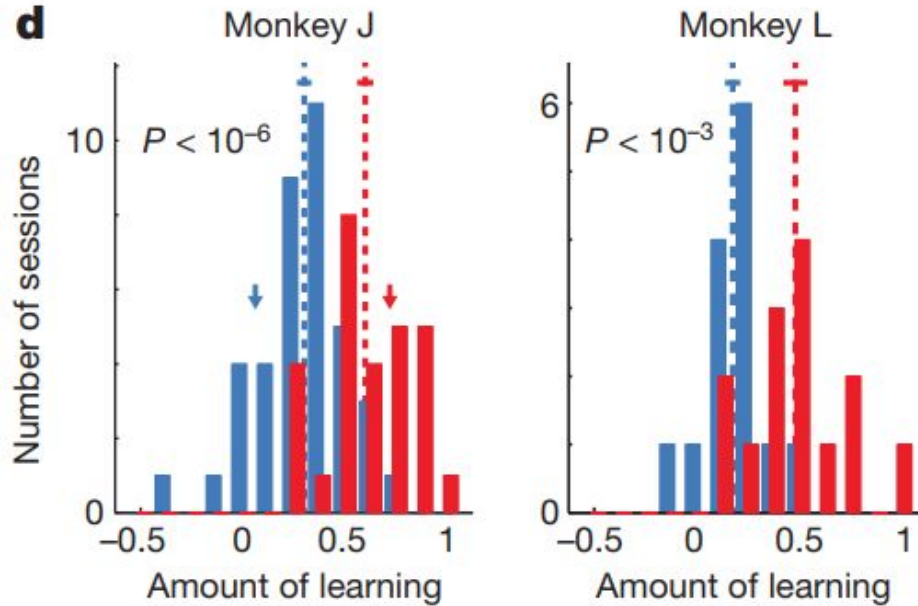 d
Monkey J
Monkey L
Number of sessions
10
0
P < 10⁻⁶
−0.5 0 0.5 1
Amount of learning
6
0
P < 10⁻³
−0.5 0 0.5 1
Amount of learning